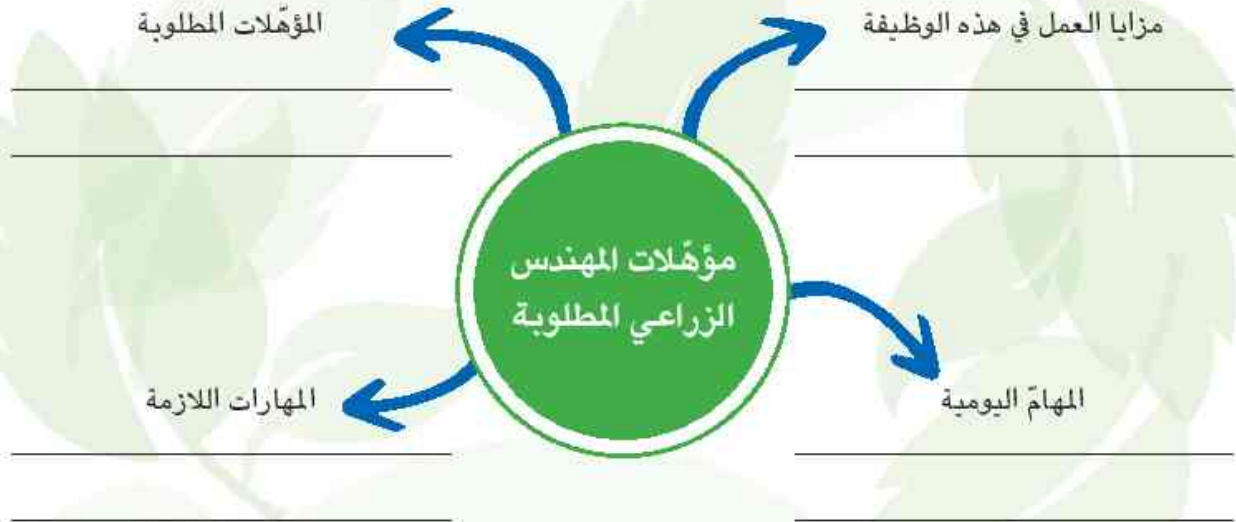 مزايا العمل في هذه الوظيفة
المؤهّلات المطلوبة
مؤهّلات المهندس
الزراعي المطلوبة
المهامّ اليومية
المهارات اللازمة